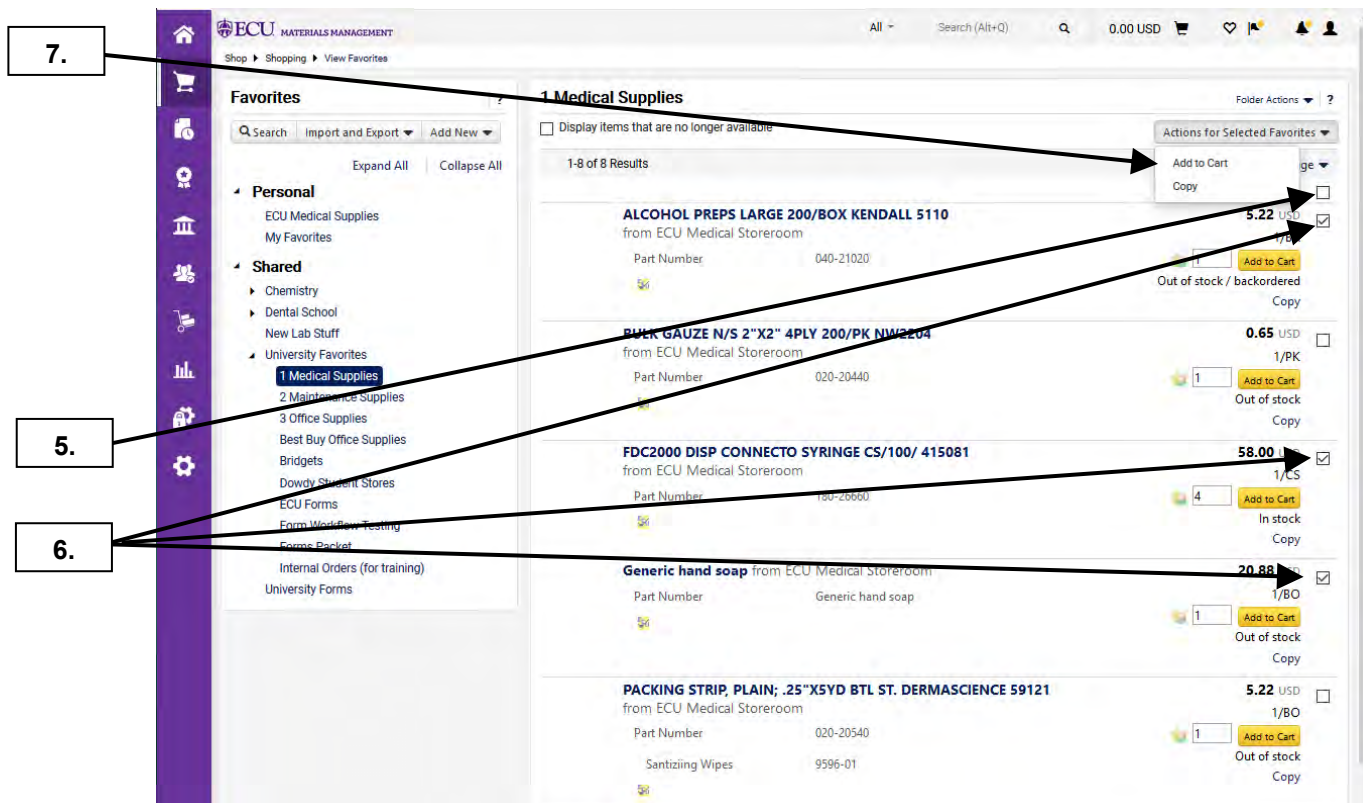 ECU MATERIALS MANAGEMENT
All
Search (Alt+Q)
0.00 USD
Shop Shopping View Favorites
7.
Favorites ?
Search Import and Export Add New
Expand All Collapse All
Personal
ECU Medical Supplies
My Favorites
Shared
Chemistry
Dental School
New Lab Stuff
University Favorites
1 Medical Supplies
2 Maintenance Supplies
3 Office Supplies
Best Buy Office Supplies
Bridgets
Dowdy Student Stores
ECU Forms
Form Workflow Testing
Forms Packet
Internal Orders (for training)
University Forms
5.
6.
1 Medical Supplies
Folder Actions ?
Display items that are no longer available
Actions for Selected Favorites
Add to Cart
Copy
1-8 of 8 Results
ge
ALCOHOL PREPS LARGE 200/BOX KENDALL 5110
5.22 USD
from ECU Medical Storeroom
Part Number 040-21020
1 Add to Cart
Out of stock / backordered
Copy
BULK GAUZE N/S 2"X2" 4PLY 200/PK NW2204
0.65 USD
from ECU Medical Storeroom
1/PK
Part Number 020-20440
1 Add to Cart
Out of stock
Copy
FDC2000 DISP CONNECTO SYRINGE CS/100/ 415081
58.00 USD
from ECU Medical Storeroom
1/CS
Part Number 180-26660
4 Add to Cart
In stock
Copy
Generic hand soap from ECU Medical Storeroom
20.88 USD
1/BO
Part Number Generic hand soap
1 Add to Cart
Out of stock
Copy
PACKING STRIP, PLAIN; .25"X5YD BTL ST. DERMASCIENCE 59121
5.22 USD
from ECU Medical Storeroom
1/BO
Part Number 020-20540
1 Add to Cart
Out of stock
Santiziing Wipes 9596-01
Copy